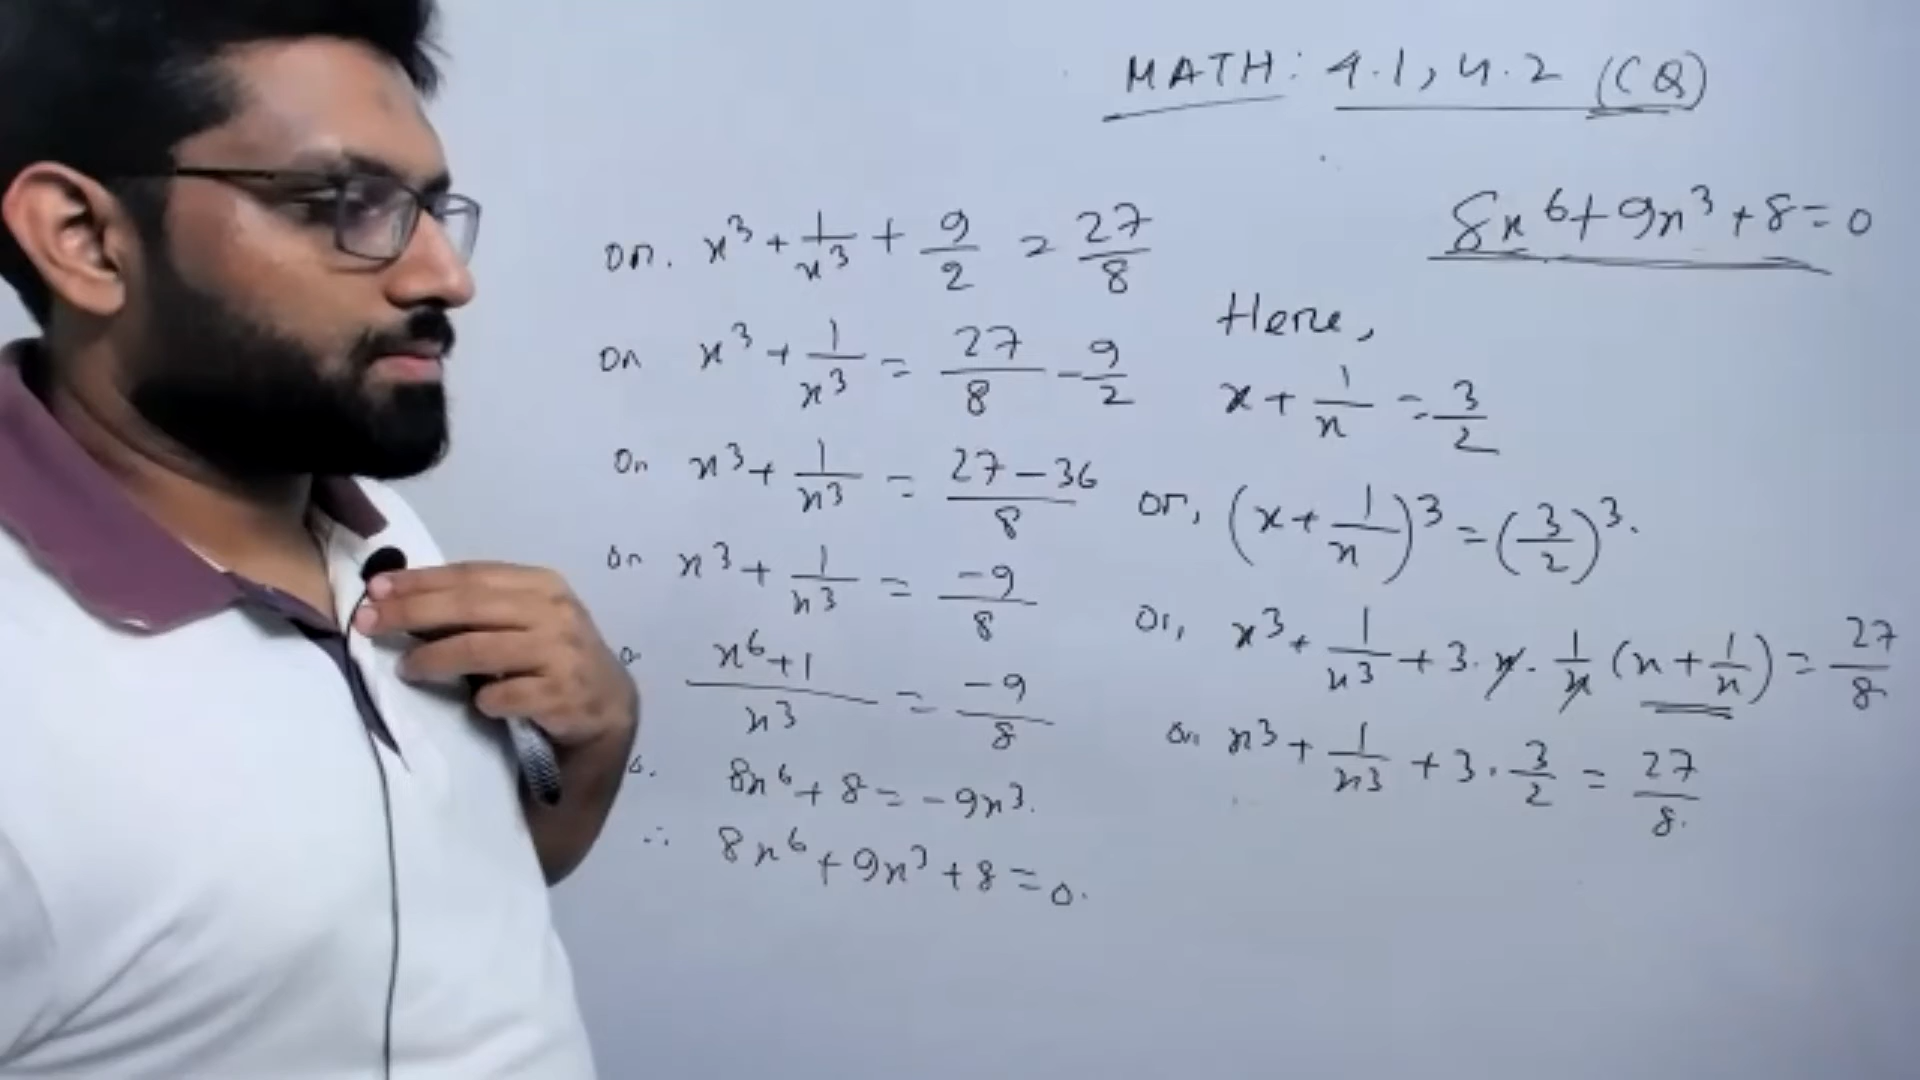 MATH: 4.1, 4.2 (CQ)
8x⁶+9x³+8=0
Here,
x + 1/x = 3/2
or, (x + 1/x)³ = (3/2)³.
or, x³ + 1/x³ + 3.x.1/x (x + 1/x) = 27/8
or x³ + 1/x³ + 3.3/2 = 27/8.
or. x³ + 1/x³ + 9/2 = 27/8
or x³ + 1/x³ = 27/8 - 9/2
or x³ + 1/x³ = 27-36/8
or x³ + 1/x³ = -9/8
x⁶+1/x³ = -9/8
8x⁶+8=-9x³.
∴ 8x⁶+9x³+8=0.